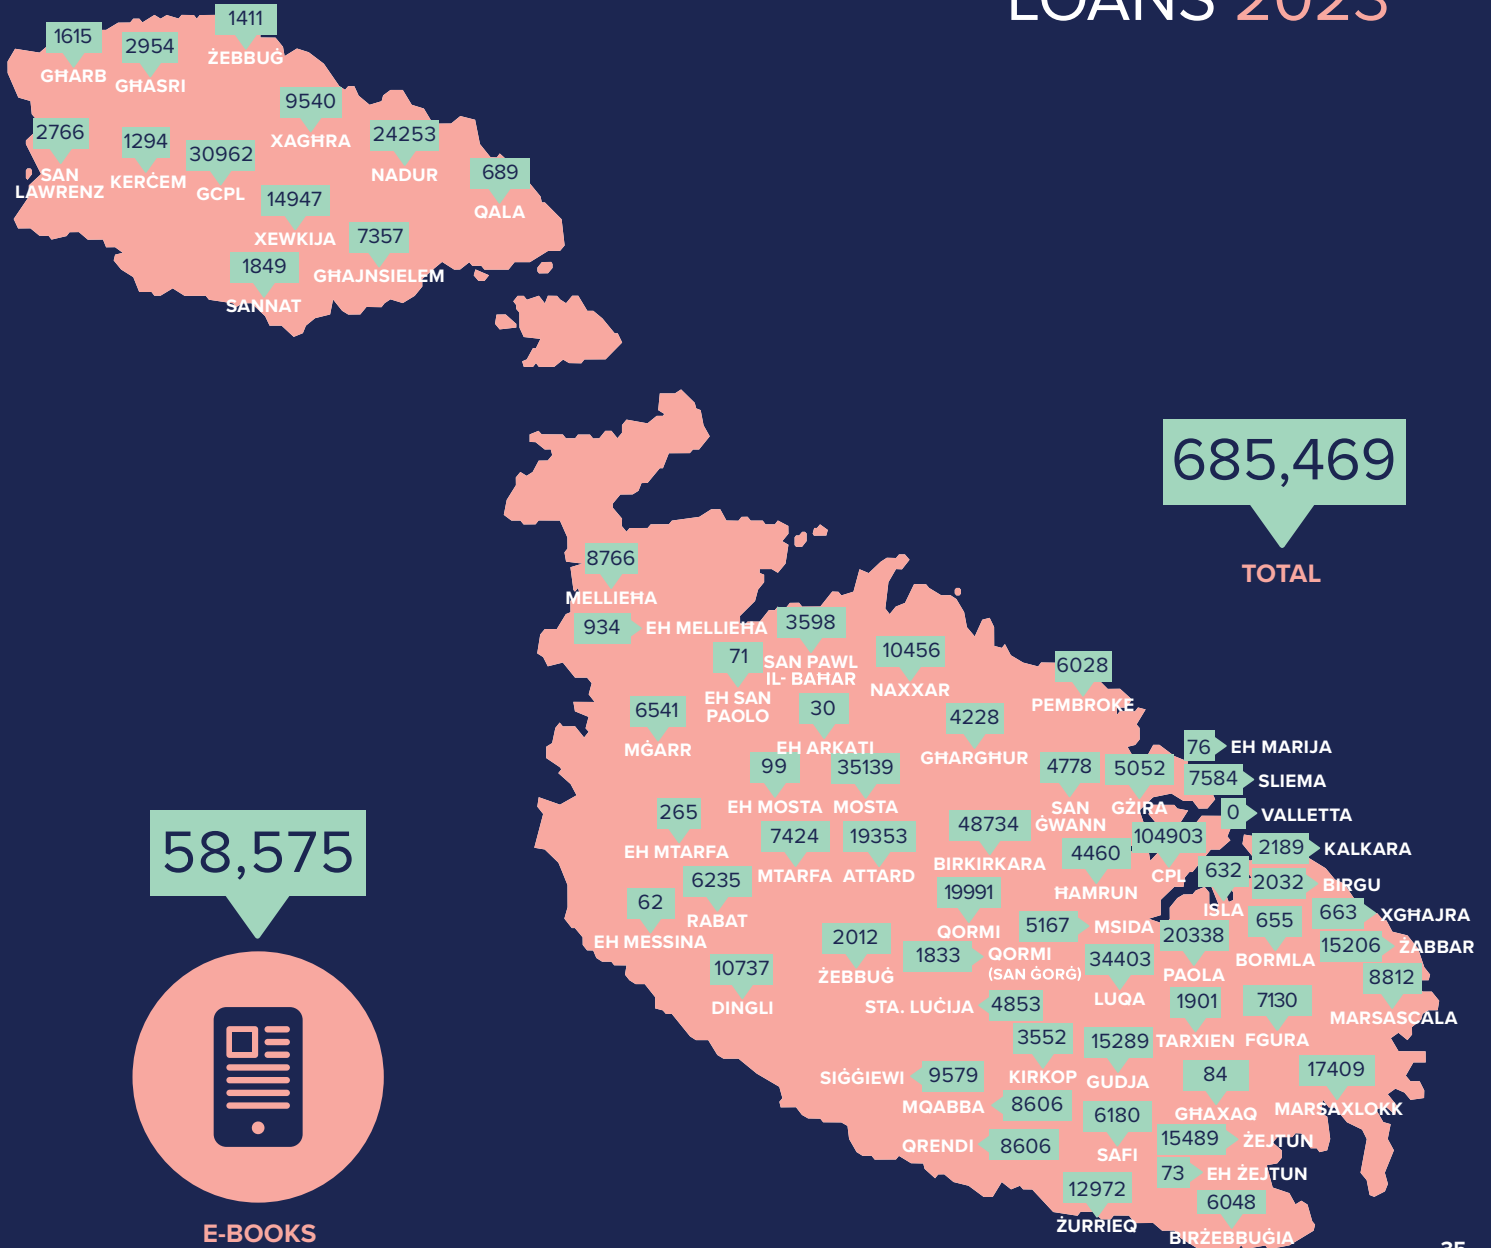 LOANS 2023
1615
GĦARB
2954
GĦASRI
1411
ŻEBBUĠ
9540
XAGĦRA
24253
NADUR
2766
SAN
LAWRENZ
1294
KERĊEM
30962
GCPL
689
QALA
14947
XEWKIJA
7357
GĦAJNSIELEM
1849
SANNAT
685,469
TOTAL
8766
MELLIEĦA
934
EH MELLIEĦA
3598
SAN PAWL
IL- BAĦAR
71
EH SAN
PAOLO
10456
NAXXAR
6028
PEMBROKE
6541
MĠARR
30
EH ARKATI
4228
GĦARGĦUR
76
EH MARIJA
99
EH MOSTA
35139
MOSTA
4778
SAN
ĠWANN
5052
GŻIRA
7584
SLIEMA
0
VALLETTA
265
EH MTARFA
7424
MTARFA
19353
ATTARD
48734
BIRKIRKARA
4460
ĦAMRUN
104903
CPL
2189
KALKARA
58,575
6235
RABAT
632
ISLA
2032
BIRGU
62
EH MESSINA
19991
QORMI
5167
MSIDA
655
BORMLA
663
XGĦAJRA
2012
ŻEBBUĠ
1833
QORMI
(SAN ĠORĠ)
20338
PAOLA
15206
ŻABBAR
10737
DINGLI
34403
LUQA
8812
MARSASCALA
STA. LUĊIJA
4853
1901
TARXIEN
7130
FGURA
3552
KIRKOP
15289
GUDJA
SIĠĠIEWI
9579
84
GĦAXAQ
17409
MARSAXLOKK
MQABBA
8606
6180
SAFI
QRENDI
8606
15489
ŻEJTUN
73
EH ŻEJTUN
12972
ŻURRIEQ
6048
BIRŻEBBUĠIA
E-BOOKS
35